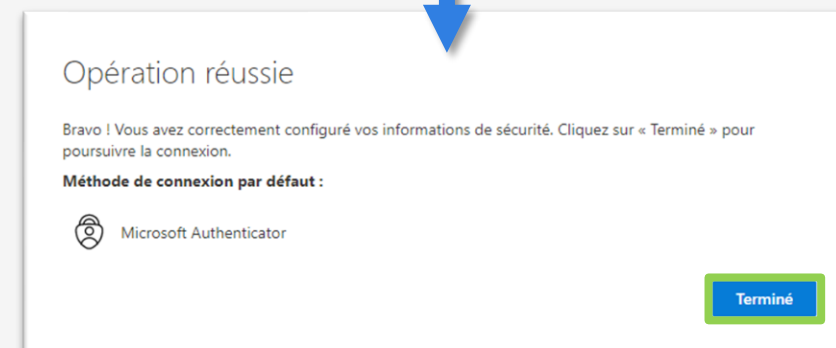 Opération réussie
Bravo ! Vous avez correctement configuré vos informations de sécurité. Cliquez sur « Terminé » pour
poursuivre la connexion.
Méthode de connexion par défaut :
Microsoft Authenticator
Terminé